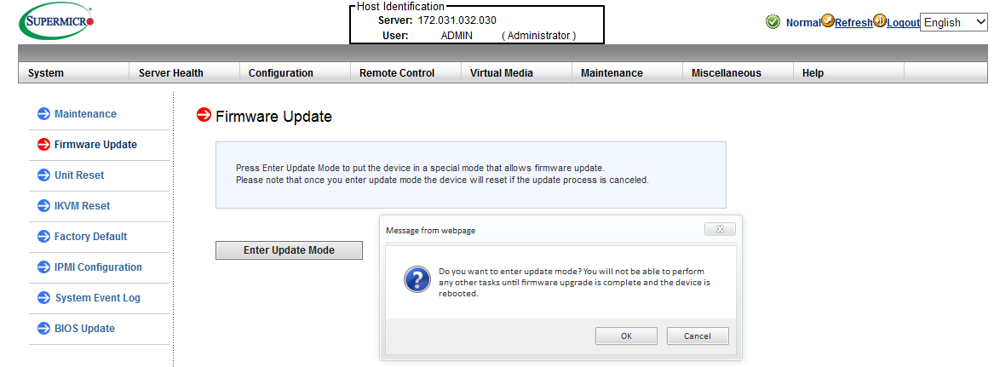 SUPERMICRO
Host Identification
Server: 172.031.032.030
User: ADMIN ( Administrator )
Normal Refresh Logout English
System Server Health Configuration Remote Control Virtual Media Maintenance Miscellaneous Help
Maintenance
Firmware Update
Unit Reset
IKVM Reset
Factory Default
IPMI Configuration
System Event Log
BIOS Update
Firmware Update
Press Enter Update Mode to put the device in a special mode that allows firmware update.
Please note that once you enter update mode the device will reset if the update process is canceled.
Enter Update Mode
Message from webpage
Do you want to enter update mode? You will not be able to perform
any other tasks until firmware upgrade is complete and the device is
rebooted.
OK Cancel